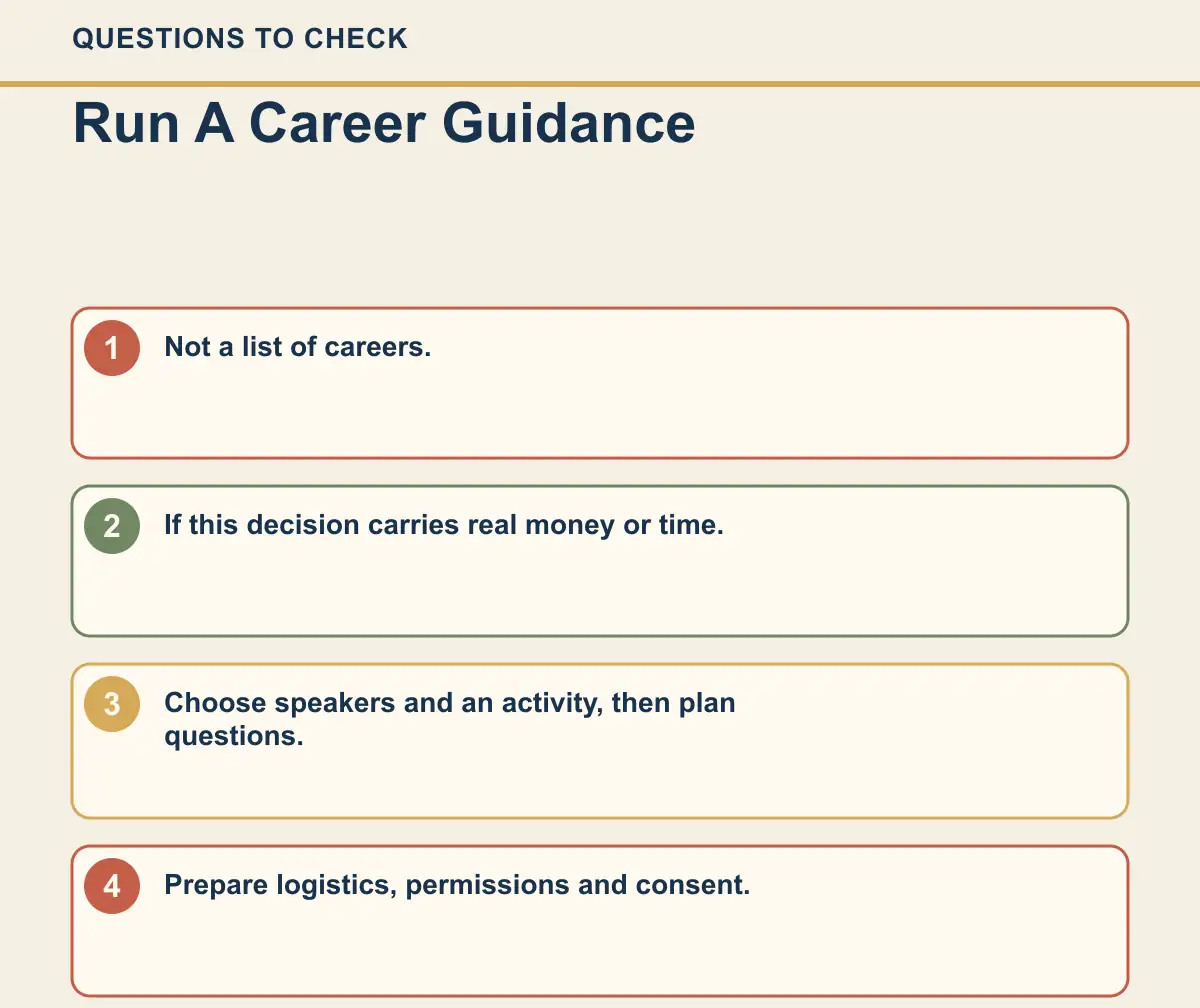 QUESTIONS TO CHECK
Run A Career Guidance
1
Not a list of careers.
2
If this decision carries real money or time.
3
Choose speakers and an activity, then plan
questions.
4
Prepare logistics, permissions and consent.